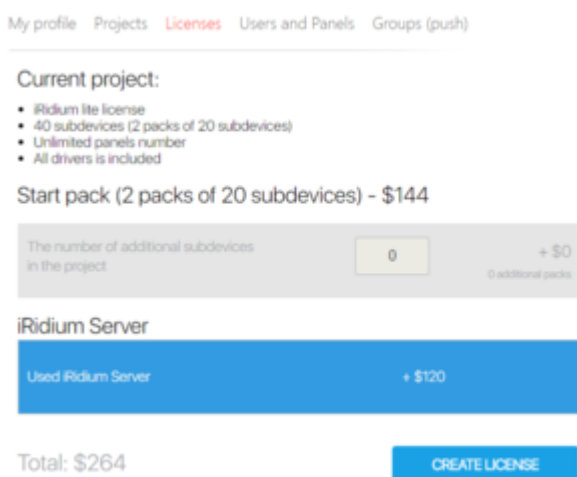 My profile Projects Licenses Users and Panels Groups (push)
Current project:
• iRidium lite license
• 40 subdevices (2 packs of 20 subdevices)
• Unlimited panels number
• All drivers is included
Start pack (2 packs of 20 subdevices) - $144
The number of additional subdevices
in the project
0
+ $0
0 additional packs
iRidium Server
Used iRidium Server + $120
Total: $264
CREATE LICENSE